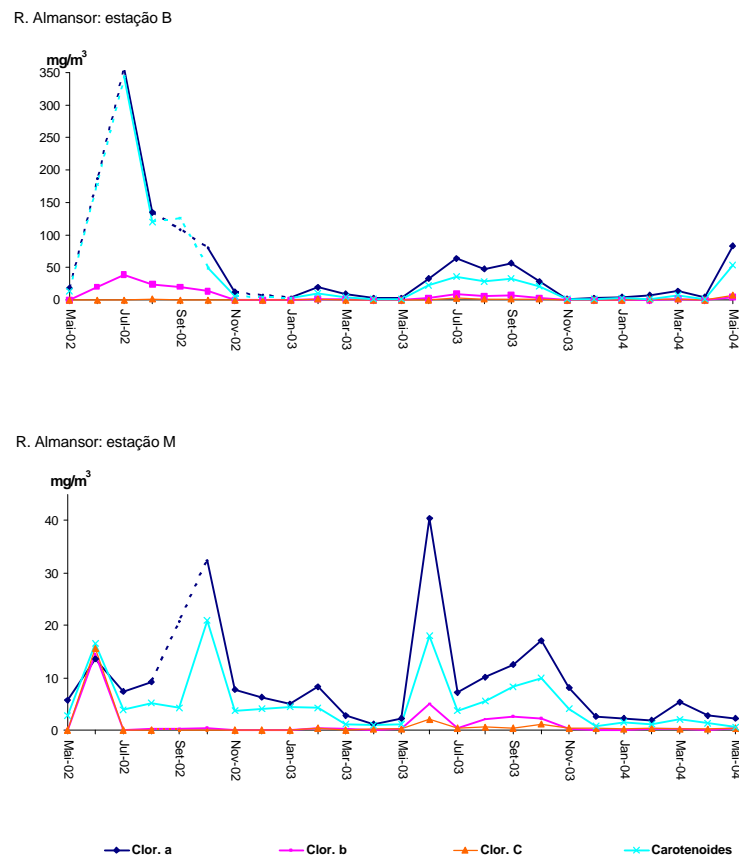 R. Almansor: estação B
mg/m³
350
300
250
200
150
100
50
0
Mai-02 Jul-02 Set-02 Nov-02 Jan-03 Mar-03 Mai-03 Jul-03 Set-03 Nov-03 Jan-04 Mar-04 Mai-04
R. Almansor: estação M
mg/m³
40
30
20
10
0
Mai-02 Jul-02 Set-02 Nov-02 Jan-03 Mar-03 Mai-03 Jul-03 Set-03 Nov-03 Jan-04 Mar-04 Mai-04
Clor. a Clor. b Clor. C Carotenoides